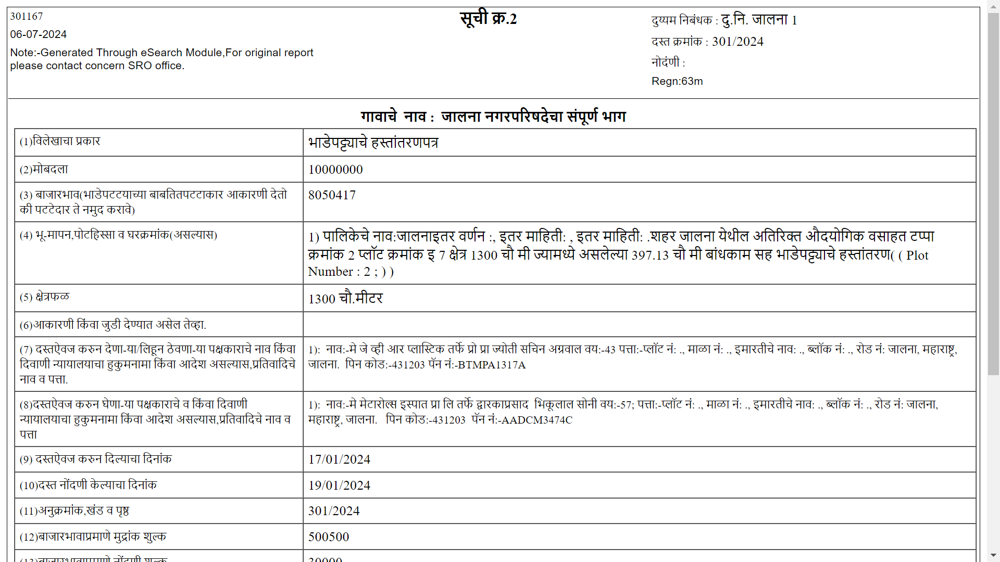 301167
06-07-2024
Note:-Generated Through eSearch Module,For original report
please contact concern SRO office.
सूची क्र.2
दुय्यम निबंधक : दु.नि. जालना 1
दस्त क्रमांक : 301/2024
नोदंणी :
Regn:63m
गावाचे नाव : जालना नगरपरिषदेचा संपूर्ण भाग
(1)विलेखाचा प्रकार
भाडेपट्ट्याचे हस्तांतरणपत्र
(2)मोबदला
10000000
(3) बाजारभाव(भाडेपटटयाच्या बाबतितपटटाकार आकारणी देतो
की पटटेदार ते नमुद करावे)
8050417
(4) भू-मापन,पोटहिस्सा व घरक्रमांक(असल्यास)
1) पालिकेचे नाव:जालनाइतर वर्णन :, इतर माहिती: , इतर माहिती: .शहर जालना येथील अतिरिक्त औदयोगिक वसाहत टप्पा
क्रमांक 2 प्लॉट क्रमांक इ 7 क्षेत्र 1300 चौ मी ज्यामध्ये असलेल्या 397.13 चौ मी बांधकाम सह भाडेपट्ट्याचे हस्तांतरण( ( Plot
Number : 2 ; ) )
(5) क्षेत्रफळ
1300 चौ.मीटर
(6)आकारणी किंवा जुडी देण्यात असेल तेव्हा.
(7) दस्तऐवज करुन देणा-या/लिहून ठेवणा-या पक्षकाराचे नाव किंवा
दिवाणी न्यायालयाचा हुकुमनामा किंवा आदेश असल्यास,प्रतिवादिचे
नाव व पत्ता.
1): नाव:-मे जे व्ही आर प्लास्टिक तर्फे प्रो प्रा ज्योती सचिन अग्रवाल वय:-43 पत्ता:-प्लॉट नं: ., माळा नं: ., इमारतीचे नाव: ., ब्लॉक नं: ., रोड नं: जालना, महाराष्ट्र,
जालना. पिन कोड:-431203 पॅन नं:-BTMPA1317A
(8)दस्तऐवज करुन घेणा-या पक्षकाराचे व किंवा दिवाणी
न्यायालयाचा हुकुमनामा किंवा आदेश असल्यास,प्रतिवादिचे नाव व
पत्ता
1): नाव:-मे मेटारोल्स इस्पात प्रा लि तर्फे द्वारकाप्रसाद भिकूलाल सोनी वय:-57; पत्ता:-प्लॉट नं: ., माळा नं: ., इमारतीचे नाव: ., ब्लॉक नं: ., रोड नं: जालना,
महाराष्ट्र, जालना. पिन कोड:-431203 पॅन नं:-AADCM3474C
(9) दस्तऐवज करुन दिल्याचा दिनांक
17/01/2024
(10)दस्त नोंदणी केल्याचा दिनांक
19/01/2024
(11)अनुक्रमांक,खंड व पृष्ठ
301/2024
(12)बाजारभावाप्रमाणे मुद्रांक शुल्क
500500
(13)बाजारभावाप्रमाणे नोंदणी शुल्क
30000